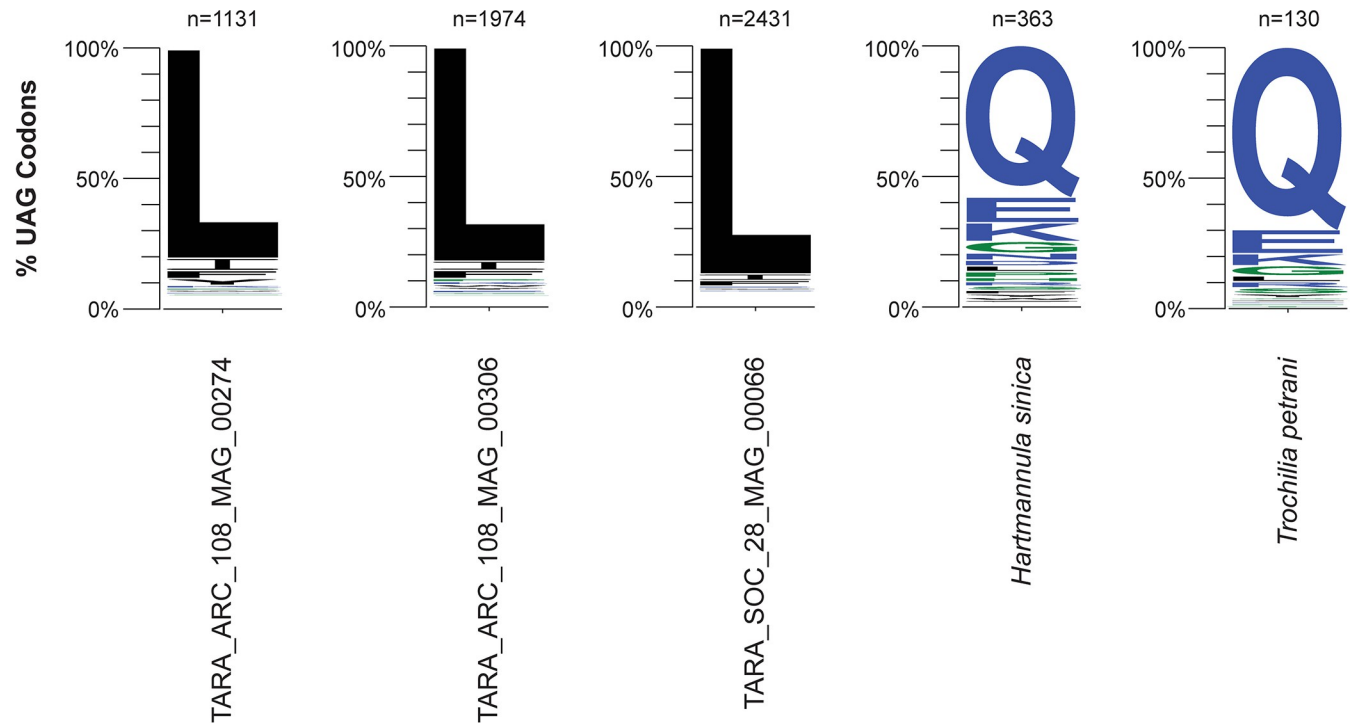 n=1131 n=1974 n=2431 n=363 n=130
100% 100% 100% 100% 100%
% UAG Codons
50% 50% 50% 50% 50%
0% 0% 0% 0% 0%
L L L Q Q
I I I E E
K K
G G
TARA_ARC_108_MAG_00274
TARA_ARC_108_MAG_00306
TARA_SOC_28_MAG_00066
Hartmannula sinica
Trochilia petrani